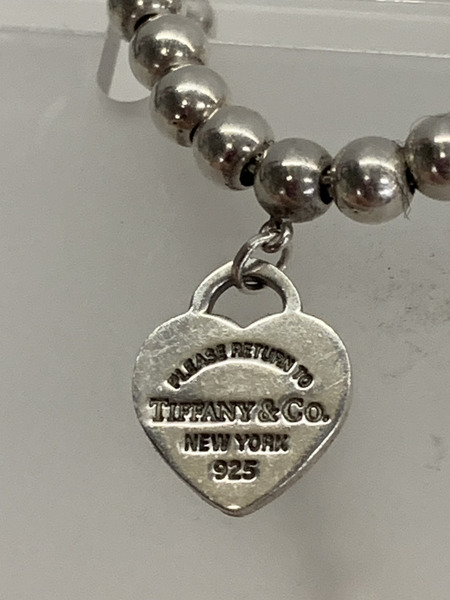 PLEASE RETURN TO
TIFFANY & CO.
NEW YORK
925